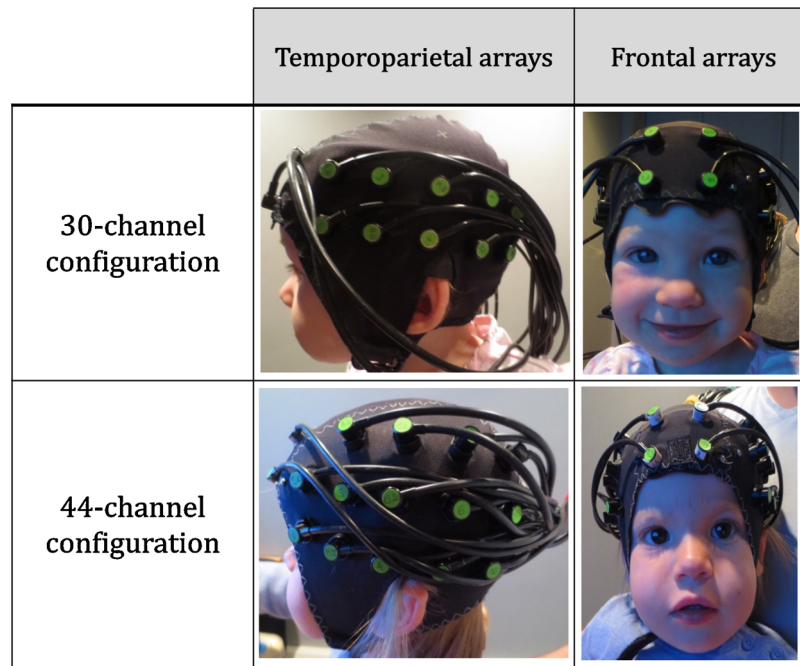 Temporoparietal arrays
Frontal arrays
30-channel
configuration
44-channel
configuration